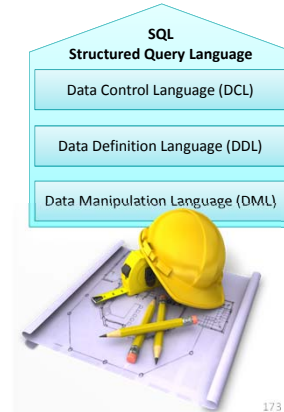 SQL
Structured Query Language
Data Control Language (DCL)
Data Definition Language (DDL)
Data Manipulation Language (DML)
173